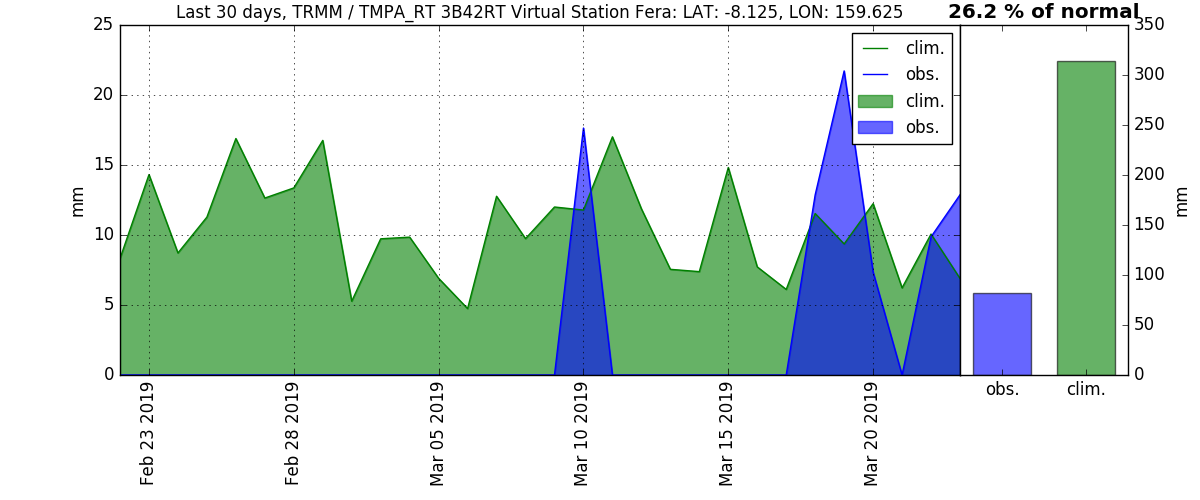 Last 30 days, TRMM / TMPA_RT 3B42RT Virtual Station Fera: LAT: -8.125, LON: 159.625
26.2 % of normal
25
20
15
10
5
0
mm
clim.
obs.
clim.
obs.
350
300
250
200
150
100
50
0
mm
Feb 23 2019
Feb 28 2019
Mar 05 2019
Mar 10 2019
Mar 15 2019
Mar 20 2019
obs.
clim.